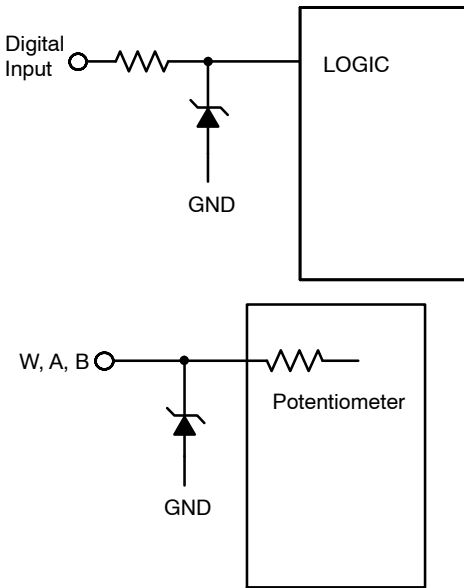 Digital
Input
LOGIC
GND
W, A, B
Potentiometer
GND